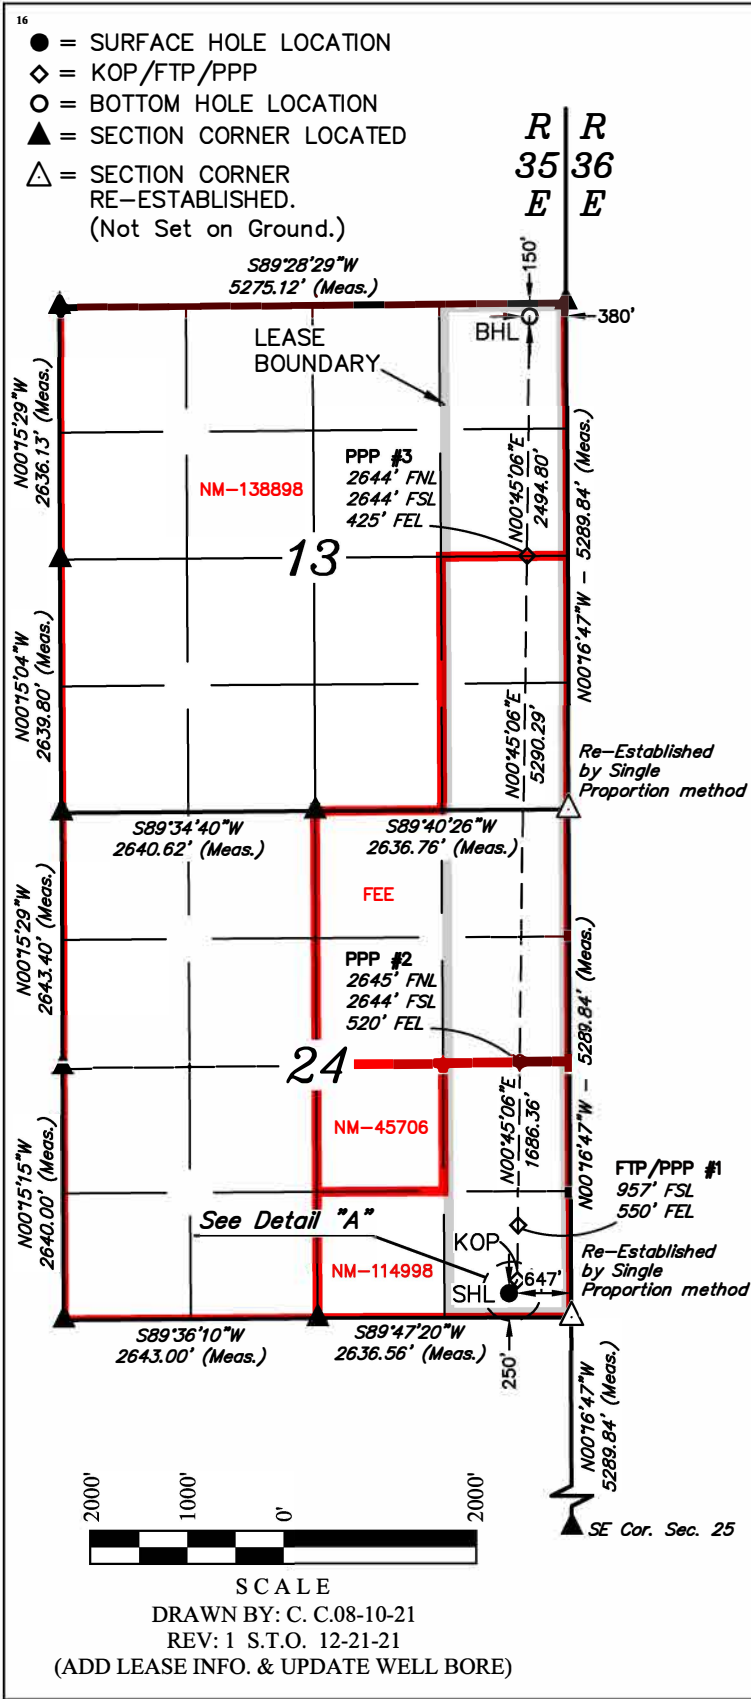 16
= SURFACE HOLE LOCATION
= KOP/FTP/PPP
= BOTTOM HOLE LOCATION
= SECTION CORNER LOCATED
= SECTION CORNER
RE-ESTABLISHED.
(Not Set on Ground.)
R R
35 36
E E
S89°28'29"W
5275.12' (Meas.)
150'
380'
BHL
LEASE
BOUNDARY
N00°15'29"W
2636.13' (Meas.)
NM-138898
PPP #3
2644' FNL
2644' FSL
425' FEL
N00°45'06"E
2494.80'
N00°16'47"W - 5289.84' (Meas.)
13
N00°15'04"W
2639.80' (Meas.)
N00°45'06"E
5290.29'
Re-Established
by Single
Proportion method
S89°34'40"W
2640.62' (Meas.)
S89°40'26"W
2636.76' (Meas.)
N00°15'29"W
2643.40' (Meas.)
FEE
PPP #2
2645' FNL
2644' FSL
520' FEL
N00°16'47"W - 5289.84' (Meas.)
24
NM-45706
N00°45'06"E
1686.36'
N00°15'15"W
2640.00' (Meas.)
FTP/PPP #1
957' FSL
550' FEL
See Detail "A"
KOP
NM-114998
SHL
647'
Re-Established
by Single
Proportion method
S89°36'10"W
2643.00' (Meas.)
S89°47'20"W
2636.56' (Meas.)
250'
N00°16'47"W
5289.84' (Meas.)
SE Cor. Sec. 25
2000' 1000' 0' 2000'
SCALE
DRAWN BY: C. C.08-10-21
REV: 1 S.T.O. 12-21-21
(ADD LEASE INFO. & UPDATE WELL BORE)